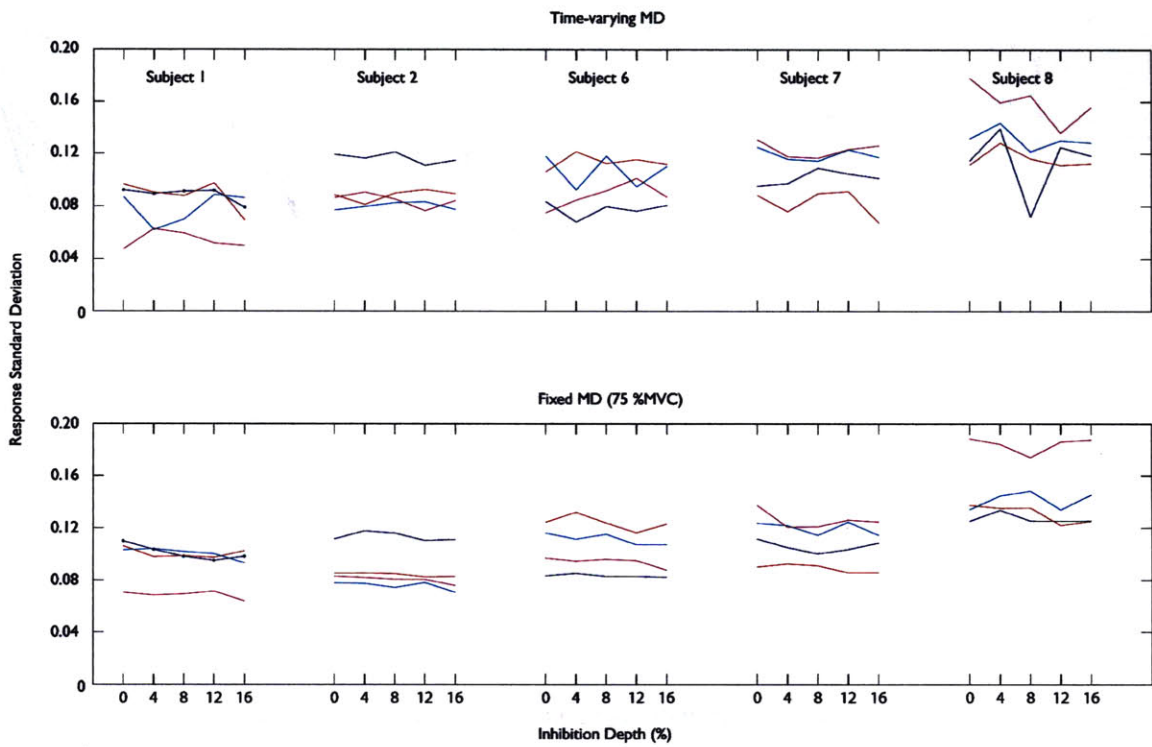 Time-varying MD
0.20
Subject 1 Subject 2 Subject 6 Subject 7 Subject 8
0.16
0.12
0.08
0.04
0
Response Standard Deviation
Fixed MD (75 %MVC)
0.20
0.16
0.12
0.08
0.04
0
0 4 8 12 16 0 4 8 12 16 0 4 8 12 16 0 4 8 12 16 0 4 8 12 16
Inhibition Depth (%)